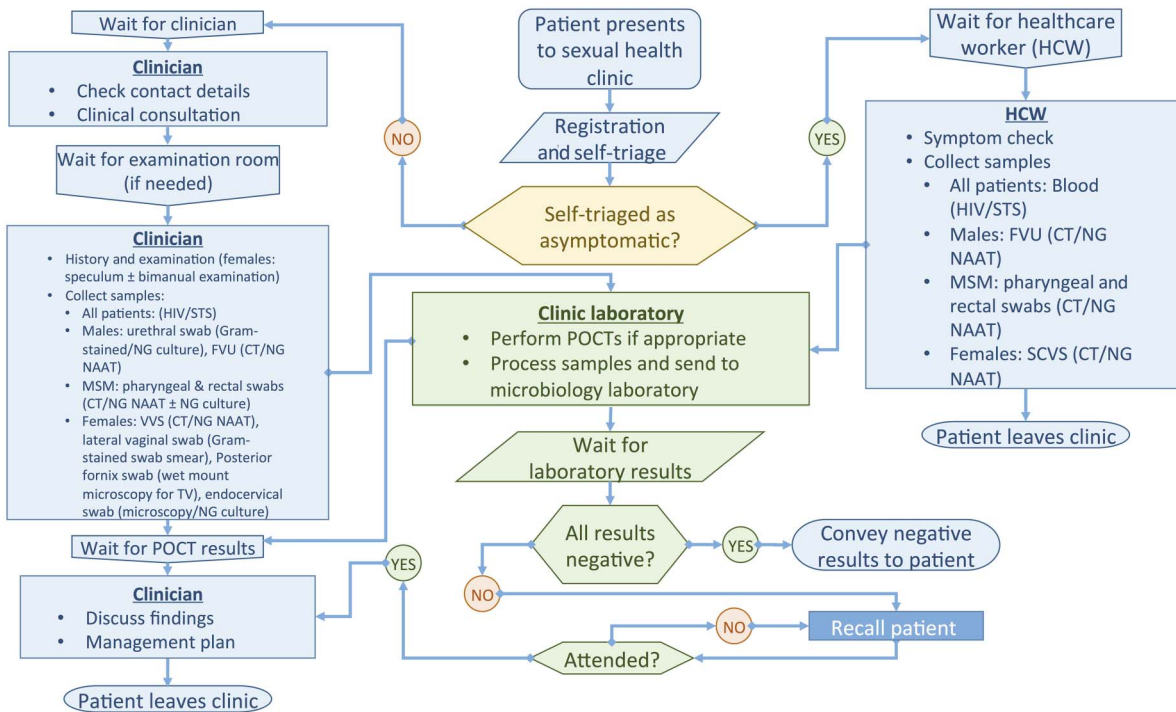 Wait for clinician
Clinician
• Check contact details
• Clinical consultation
Wait for examination room
(if needed)
Clinician
• History and examination (females:
speculum ± bimanual examination)
• Collect samples:
• All patients: (HIV/STS)
• Males: urethral swab (Gram-
stained/NG culture), FVU (CT/NG
NAAT)
• MSM: pharyngeal & rectal swabs
(CT/NG NAAT ± NG culture)
• Females: VVS (CT/NG NAAT),
lateral vaginal swab (Gram-
stained swab smear), Posterior
fornix swab (wet mount
microscopy for TV), endocervical
swab (microscopy/NG culture)
Wait for POCT results
Clinician
• Discuss findings
• Management plan
Patient leaves clinic
Patient presents
to sexual health
clinic
Registration
and self-triage
Self-triaged as
asymptomatic?
NO
YES
Clinic laboratory
• Perform POCTs if appropriate
• Process samples and send to
microbiology laboratory
Wait for
laboratory results
All results
negative?
YES
Convey negative
results to patient
NO
Recall patient
NO
Attended?
YES
Wait for healthcare
worker (HCW)
HCW
• Symptom check
• Collect samples
• All patients: Blood
(HIV/STS)
• Males: FVU (CT/NG
NAAT)
• MSM: pharyngeal and
rectal swabs (CT/NG
NAAT)
• Females: SCVS (CT/NG
NAAT)
Patient leaves clinic